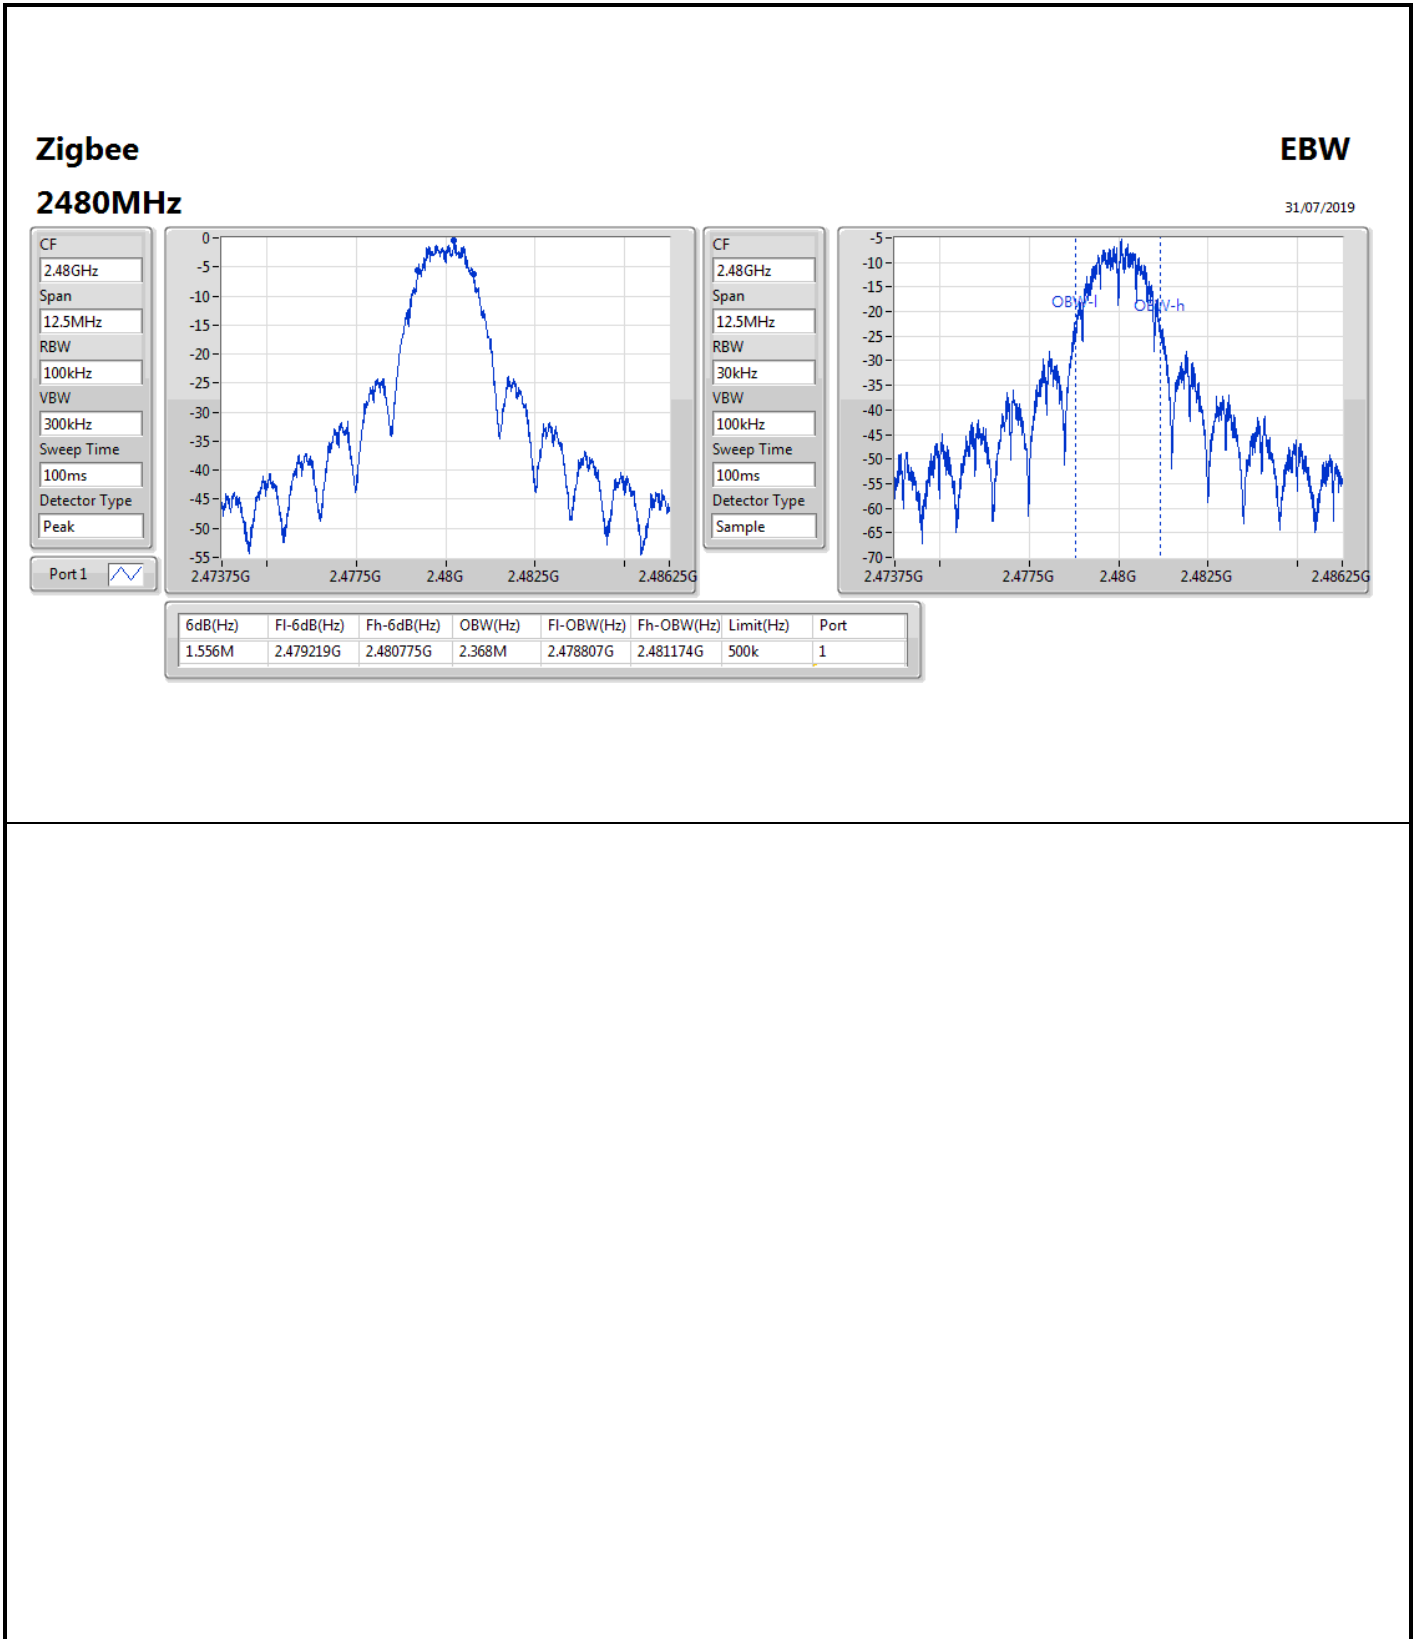 Zigbee
EBW
2480MHz
31/07/2019
CF
2.48GHz
Span
12.5MHz
RBW
100kHz
VBW
300kHz
Sweep Time
100ms
Detector Type
Peak
Port 1
0
-5
-10
-15
-20
-25
-30
-35
-40
-45
-50
-55
2.47375G 2.4775G 2.48G 2.4825G 2.48625G
CF
2.48GHz
Span
12.5MHz
RBW
30kHz
VBW
100kHz
Sweep Time
100ms
Detector Type
Sample
-5
-10
-15
-20
-25
-30
-35
-40
-45
-50
-55
-60
-65
-70
OBW-l OBW-h
2.47375G 2.4775G 2.48G 2.4825G 2.48625G
6dB(Hz) Fl-6dB(Hz) Fh-6dB(Hz) OBW(Hz) Fl-OBW(Hz) Fh-OBW(Hz) Limit(Hz) Port
1.556M 2.479219G 2.480775G 2.368M 2.478807G 2.481174G 500k 1